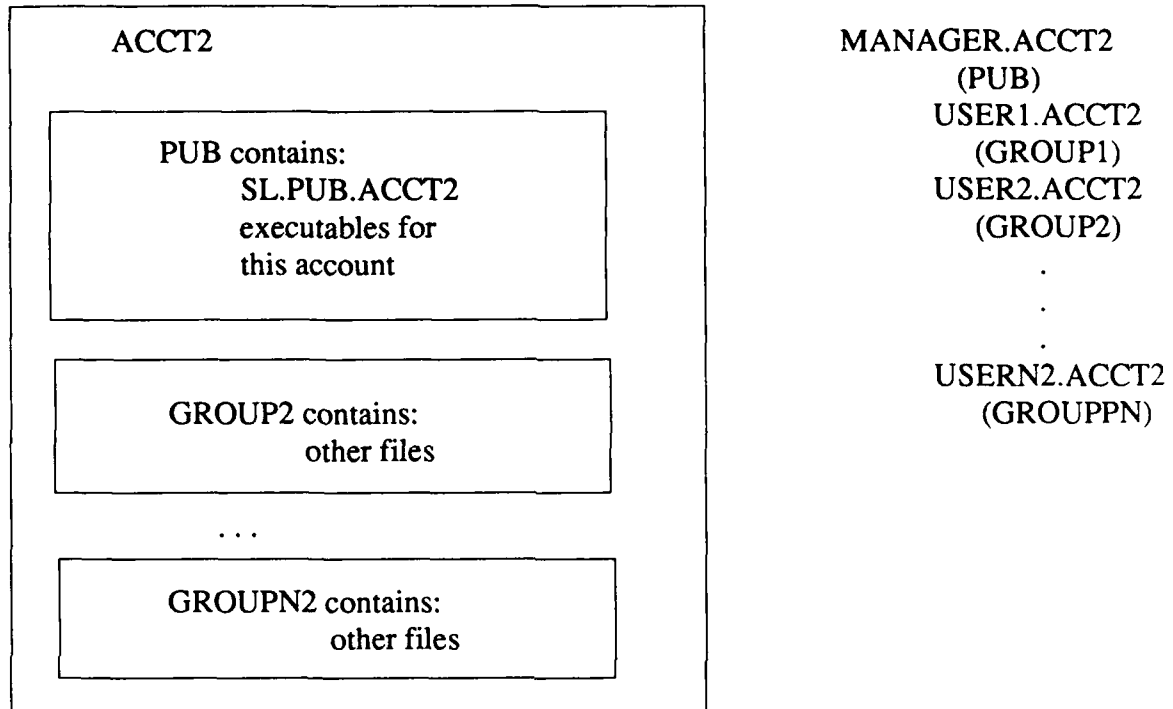 ACCT2
PUB contains:
SL.PUB.ACCT2
executables for
this account
GROUP2 contains:
other files
. . .
GROUPN2 contains:
other files
MANAGER.ACCT2
(PUB)
USER1.ACCT2
(GROUP1)
USER2.ACCT2
(GROUP2)
.
.
.
USERN2.ACCT2
(GROUPPN)